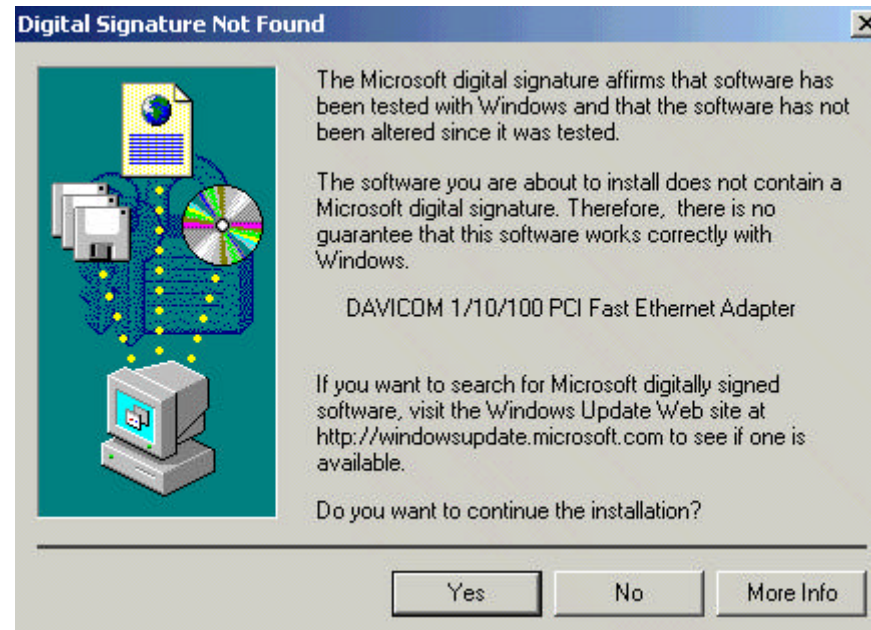 Digital Signature Not Found
The Microsoft digital signature affirms that software has
been tested with Windows and that the software has not
been altered since it was tested.
The software you are about to install does not contain a
Microsoft digital signature. Therefore,  there is no
guarantee that this software works correctly with
Windows.
DAVICOM 1/10/100 PCI Fast Ethernet Adapter
If you want to search for Microsoft digitally signed
software, visit the Windows Update Web site at
http://windowsupdate.microsoft.com to see if one is
available.
Do you want to continue the installation?
Yes No More Info